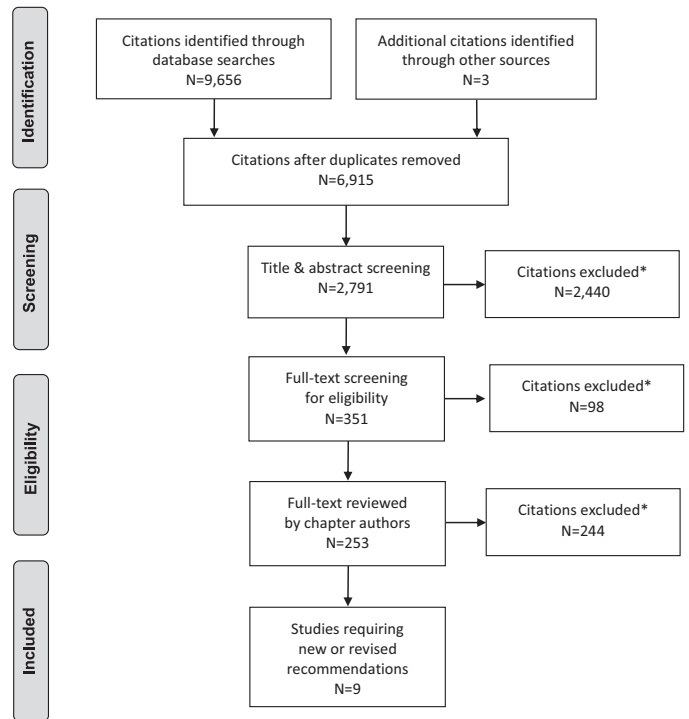 Identification
Citations identified through
database searches
N=9,656
Additional citations identified
through other sources
N=3
Citations after duplicates removed
N=6,915
Screening
Title & abstract screening
N=2,791
Citations excluded*
N=2,440
Eligibility
Full-text screening
for eligibility
N=351
Citations excluded*
N=98
Full-text reviewed
by chapter authors
N=253
Citations excluded*
N=244
Included
Studies requiring
new or revised
recommendations
N=9